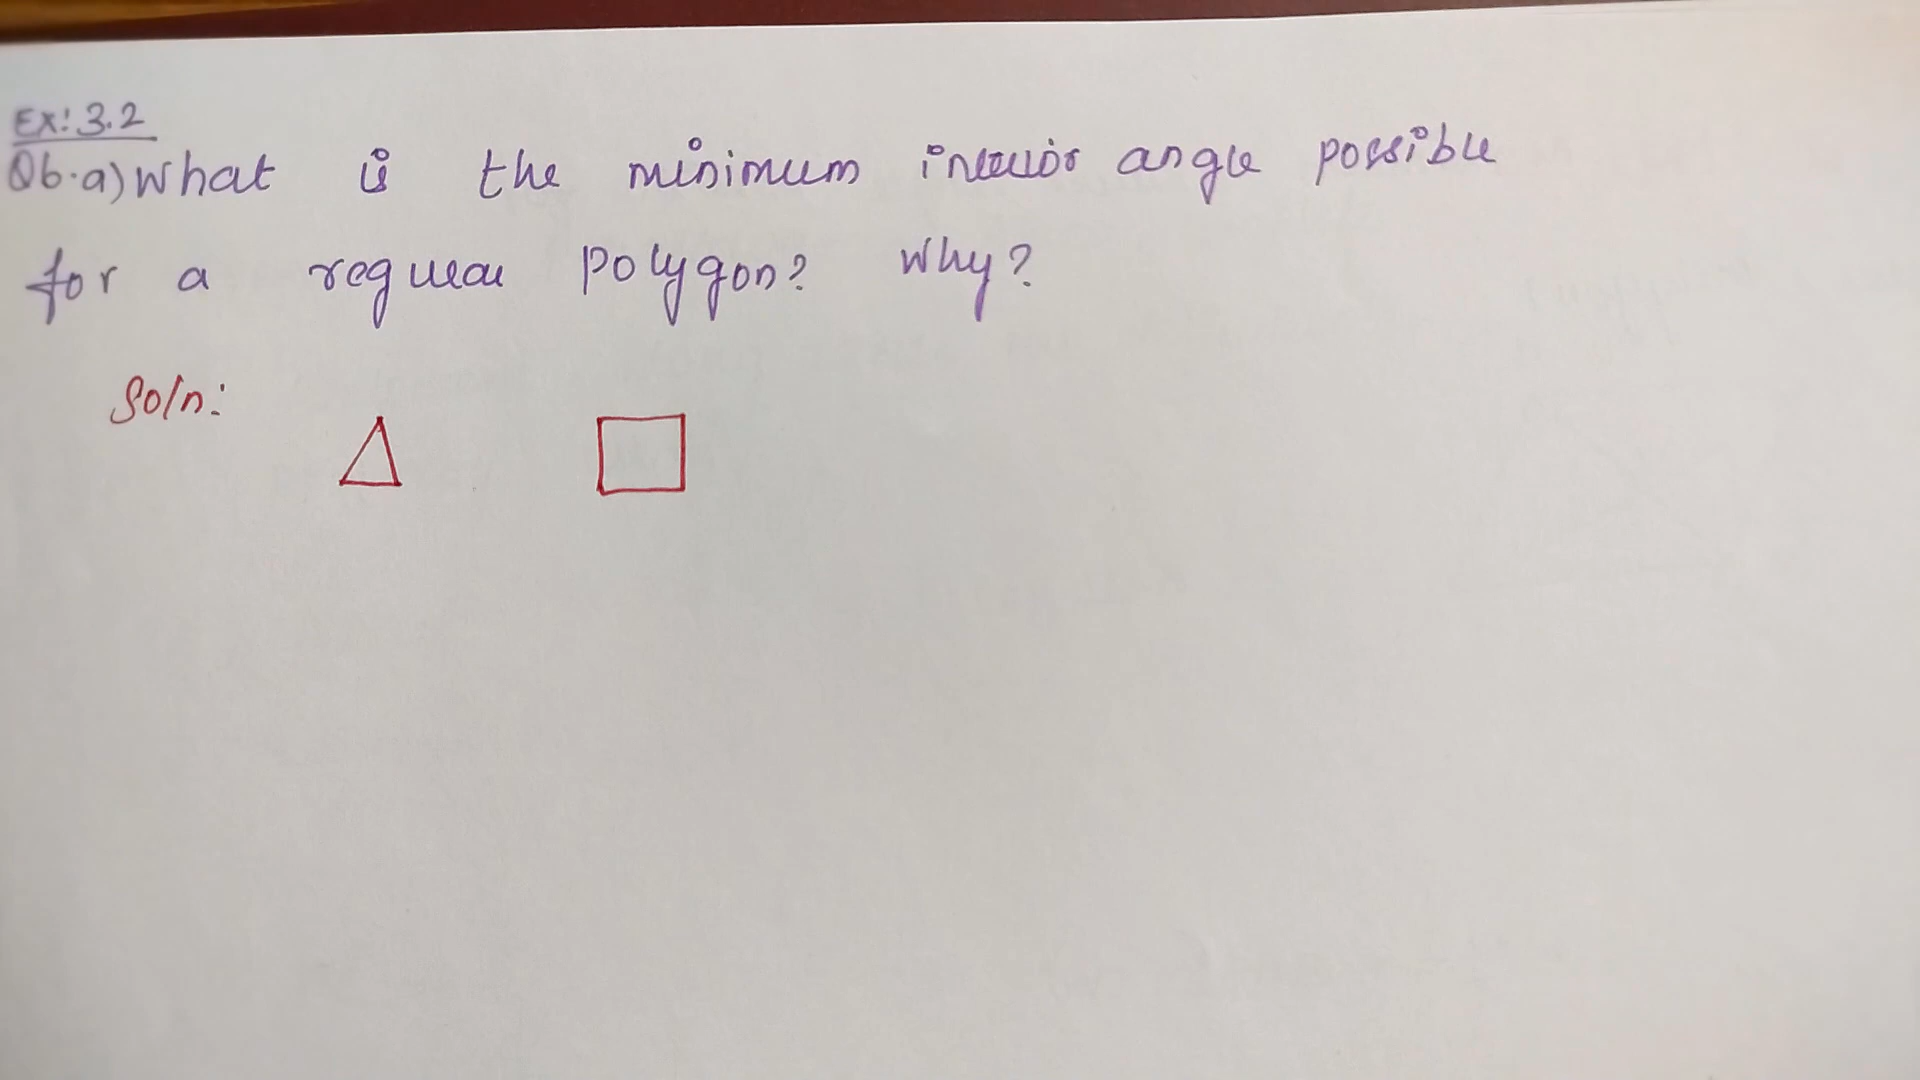 Ex: 3.2
Q6.a) What is the minimum interior angle possible
for a regular polygon? Why?
Soln: